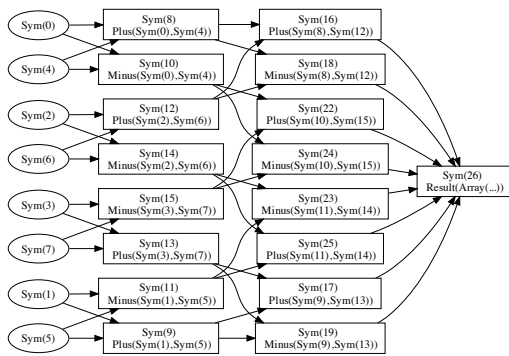 Sym(0)
Sym(4)
Sym(2)
Sym(6)
Sym(3)
Sym(7)
Sym(1)
Sym(5)
Sym(8)
Plus(Sym(0),Sym(4))
Sym(10)
Minus(Sym(0),Sym(4))
Sym(12)
Plus(Sym(2),Sym(6))
Sym(14)
Minus(Sym(2),Sym(6))
Sym(15)
Minus(Sym(3),Sym(7))
Sym(13)
Plus(Sym(3),Sym(7))
Sym(11)
Minus(Sym(1),Sym(5))
Sym(9)
Plus(Sym(1),Sym(5))
Sym(16)
Plus(Sym(8),Sym(12))
Sym(18)
Minus(Sym(8),Sym(12))
Sym(22)
Plus(Sym(10),Sym(15))
Sym(24)
Minus(Sym(10),Sym(15))
Sym(23)
Minus(Sym(11),Sym(14))
Sym(25)
Plus(Sym(11),Sym(14))
Sym(17)
Plus(Sym(9),Sym(13))
Sym(19)
Minus(Sym(9),Sym(13))
Sym(26)
Result(Array(...))